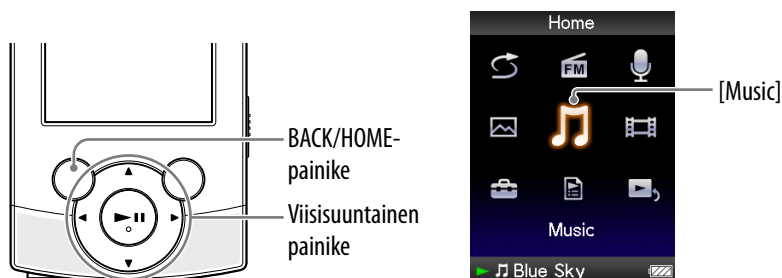 BACK/HOME-
painike
Viisisuuntainen
painike
Home
FM
[Music]
Music
Blue Sky